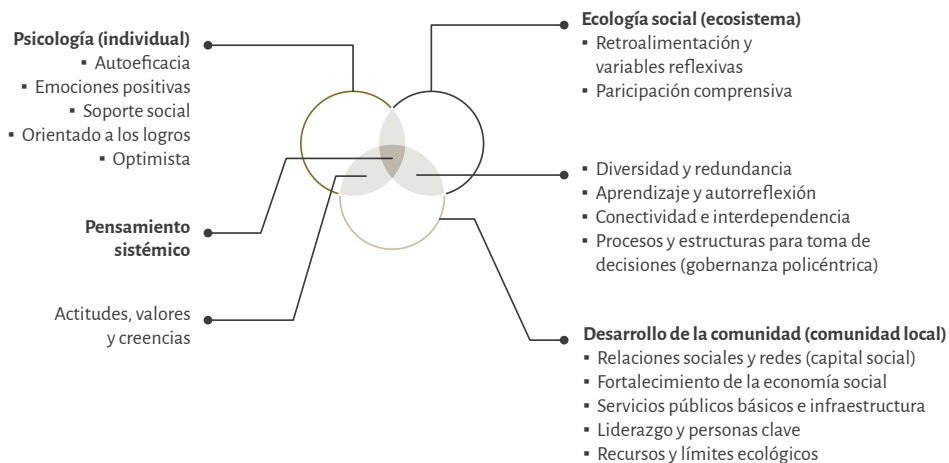 Psicología (individual)
▪ Autoeficacia
▪ Emociones positivas
▪ Soporte social
▪ Orientado a los logros
▪ Optimista
Pensamiento
sistémico
Actitudes, valores
y creencias
Ecología social (ecosistema)
▪ Retroalimentación y
variables reflexivas
▪ Paricipación comprensiva
▪ Diversidad y redundancia
▪ Aprendizaje y autorreflexión
▪ Conectividad e interdependencia
▪ Procesos y estructuras para toma de
decisiones (gobernanza policéntrica)
Desarrollo de la comunidad (comunidad local)
▪ Relaciones sociales y redes (capital social)
▪ Fortalecimiento de la economía social
▪ Servicios públicos básicos e infraestructura
▪ Liderazgo y personas clave
▪ Recursos y límites ecológicos